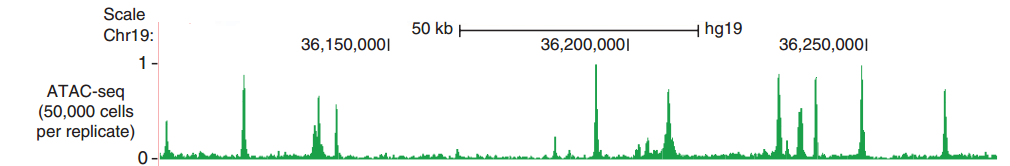 Scale
50 kb hg19
Chr19:
36,150,000| 36,200,000| 36,250,000|
1
ATAC-seq
(50,000 cells
per replicate)
0